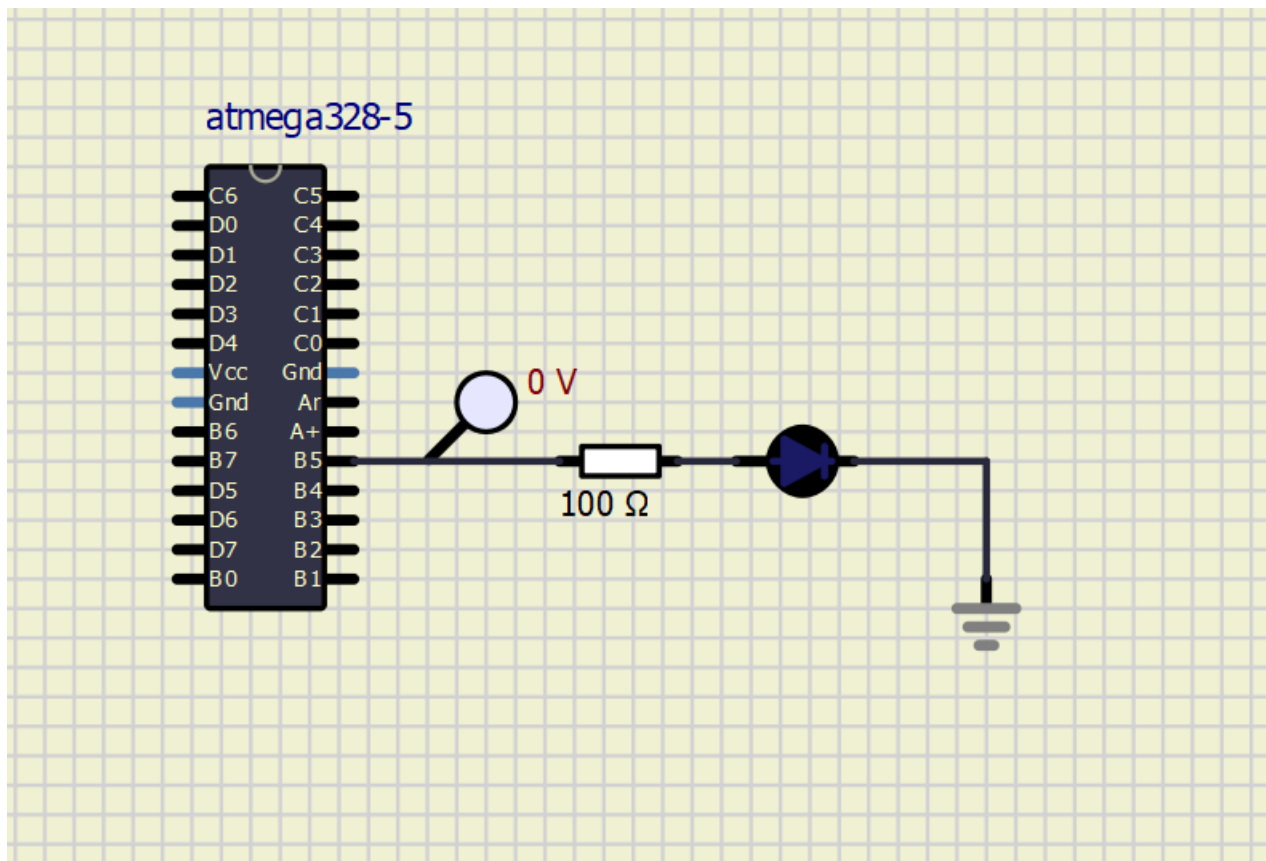 atmega328-5
C6 C5
D0 C4
D1 C3
D2 C2
D3 C1
D4 C0
Vcc Gnd
0 V
Gnd Ar
B6 A+
B7 B5
D5 B4
100 Ω
D6 B3
D7 B2
B0 B1